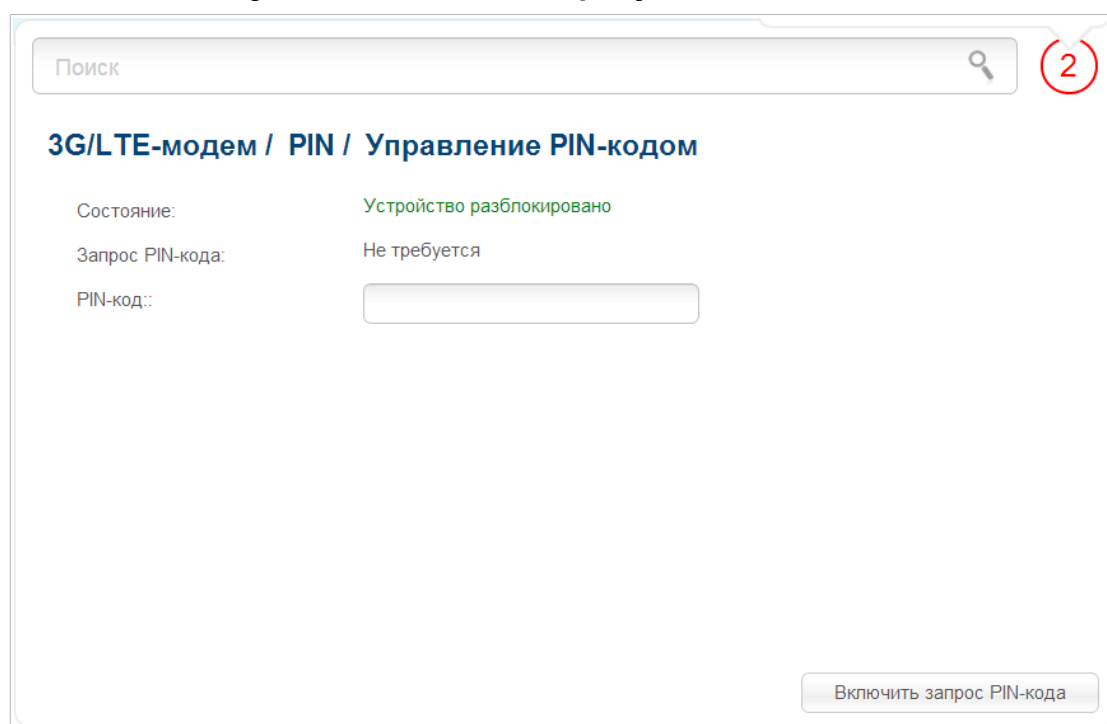 Поиск
2
3G/LTE-модем / PIN / Управление PIN-кодом
Состояние: Устройство разблокировано
Запрос PIN-кода: Не требуется
PIN-код::
Включить запрос PIN-кода